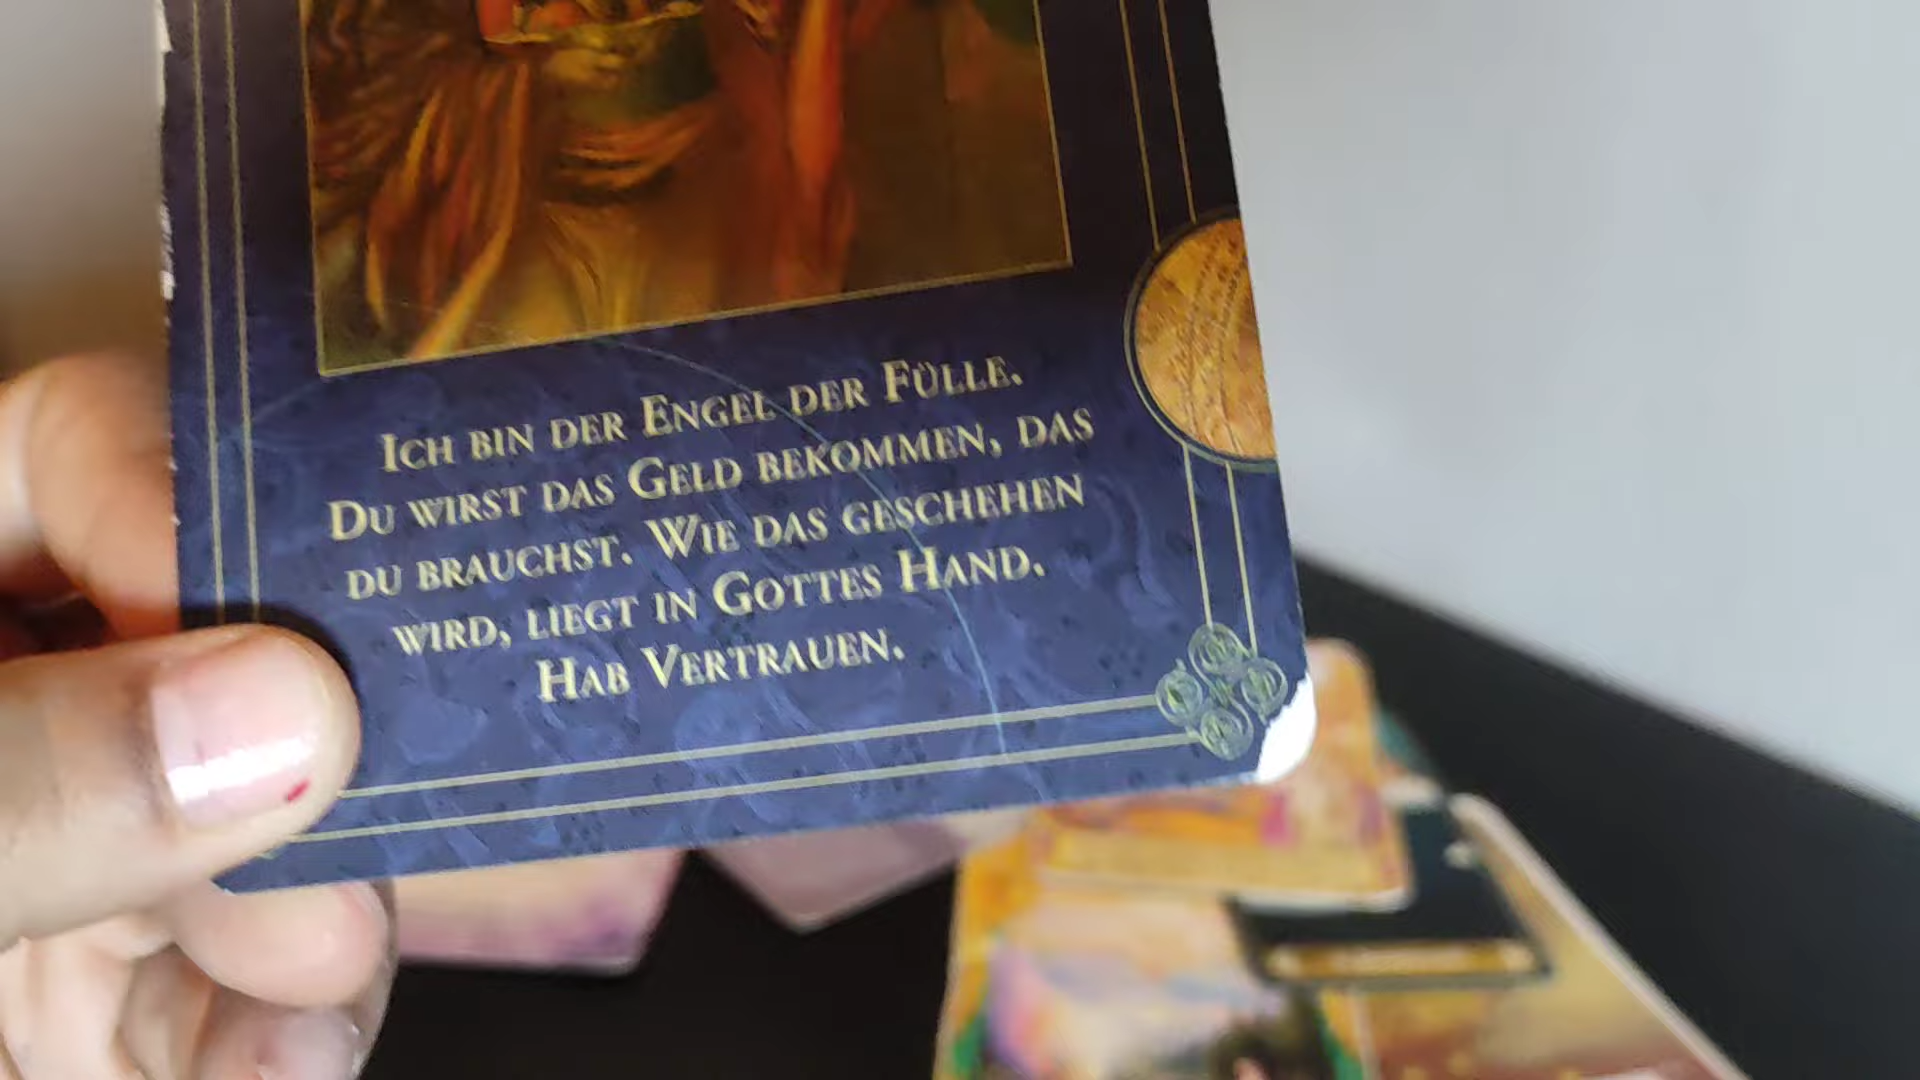 Ich bin der Engel der Fülle.
Du wirst das Geld bekommen, das
du brauchst. Wie das geschehen
wird, liegt in Gottes Hand.
Hab Vertrauen.